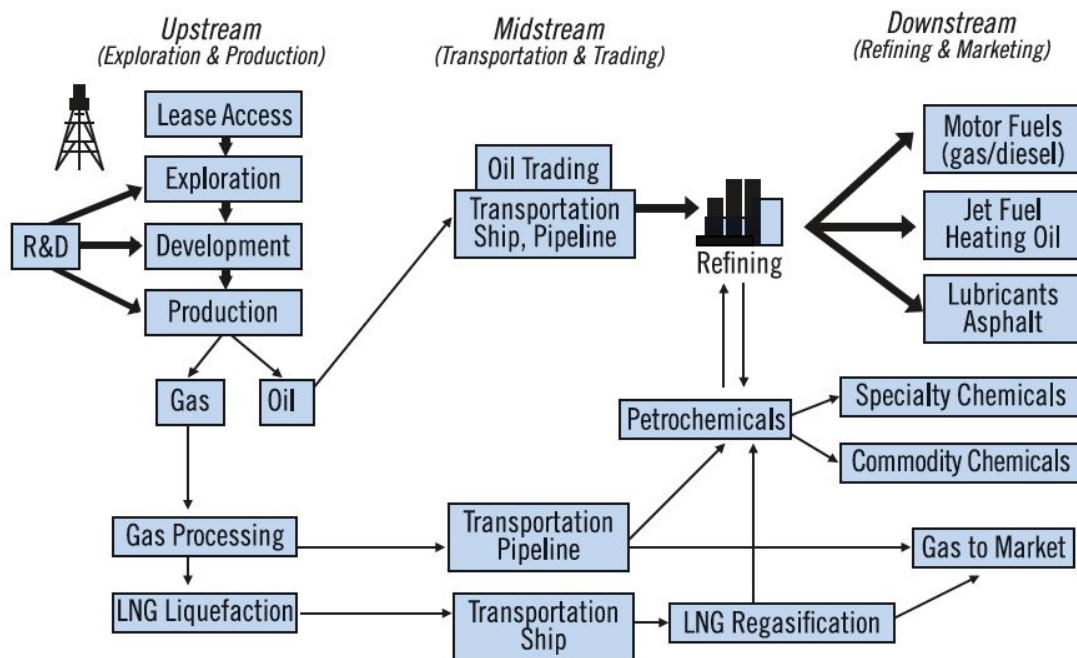 Upstream
(Exploration & Production)
Midstream
(Transportation & Trading)
Downstream
(Refining & Marketing)
Lease Access
Exploration
R&D
Development
Production
Gas
Oil
Gas Processing
LNG Liquefaction
Oil Trading
Transportation
Ship, Pipeline
Refining
Petrochemicals
Transportation
Pipeline
Transportation
Ship
LNG Regasification
Motor Fuels
(gas/diesel)
Jet Fuel
Heating Oil
Lubricants
Asphalt
Specialty Chemicals
Commodity Chemicals
Gas to Market